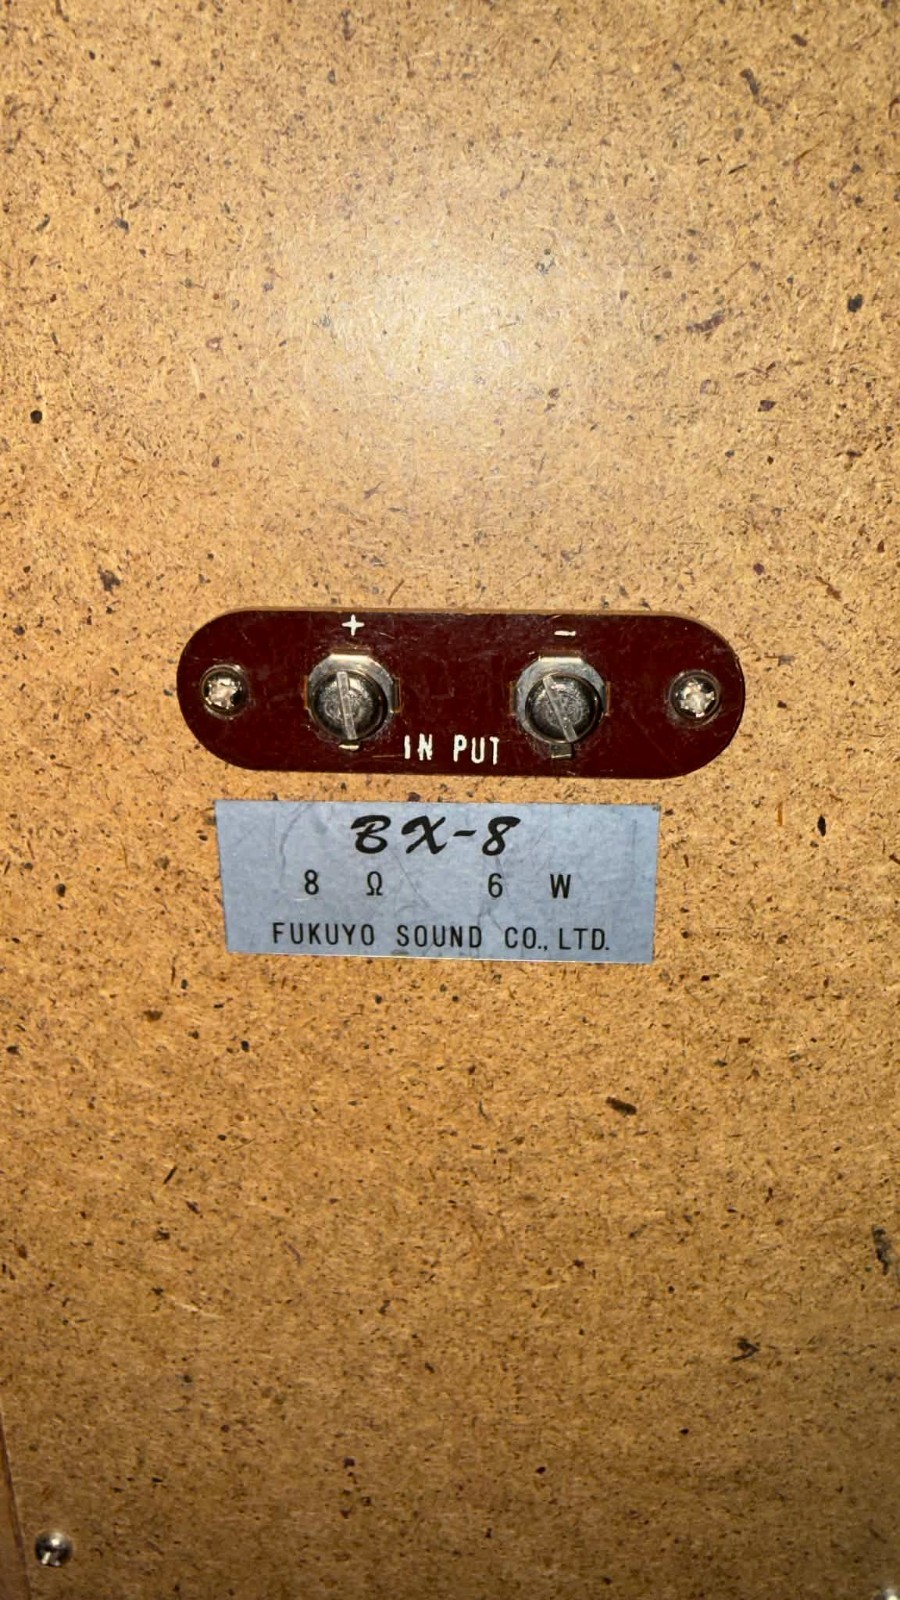 + −
IN PUT
BX-8
8 Ω 6 W
FUKUYO SOUND CO., LTD.